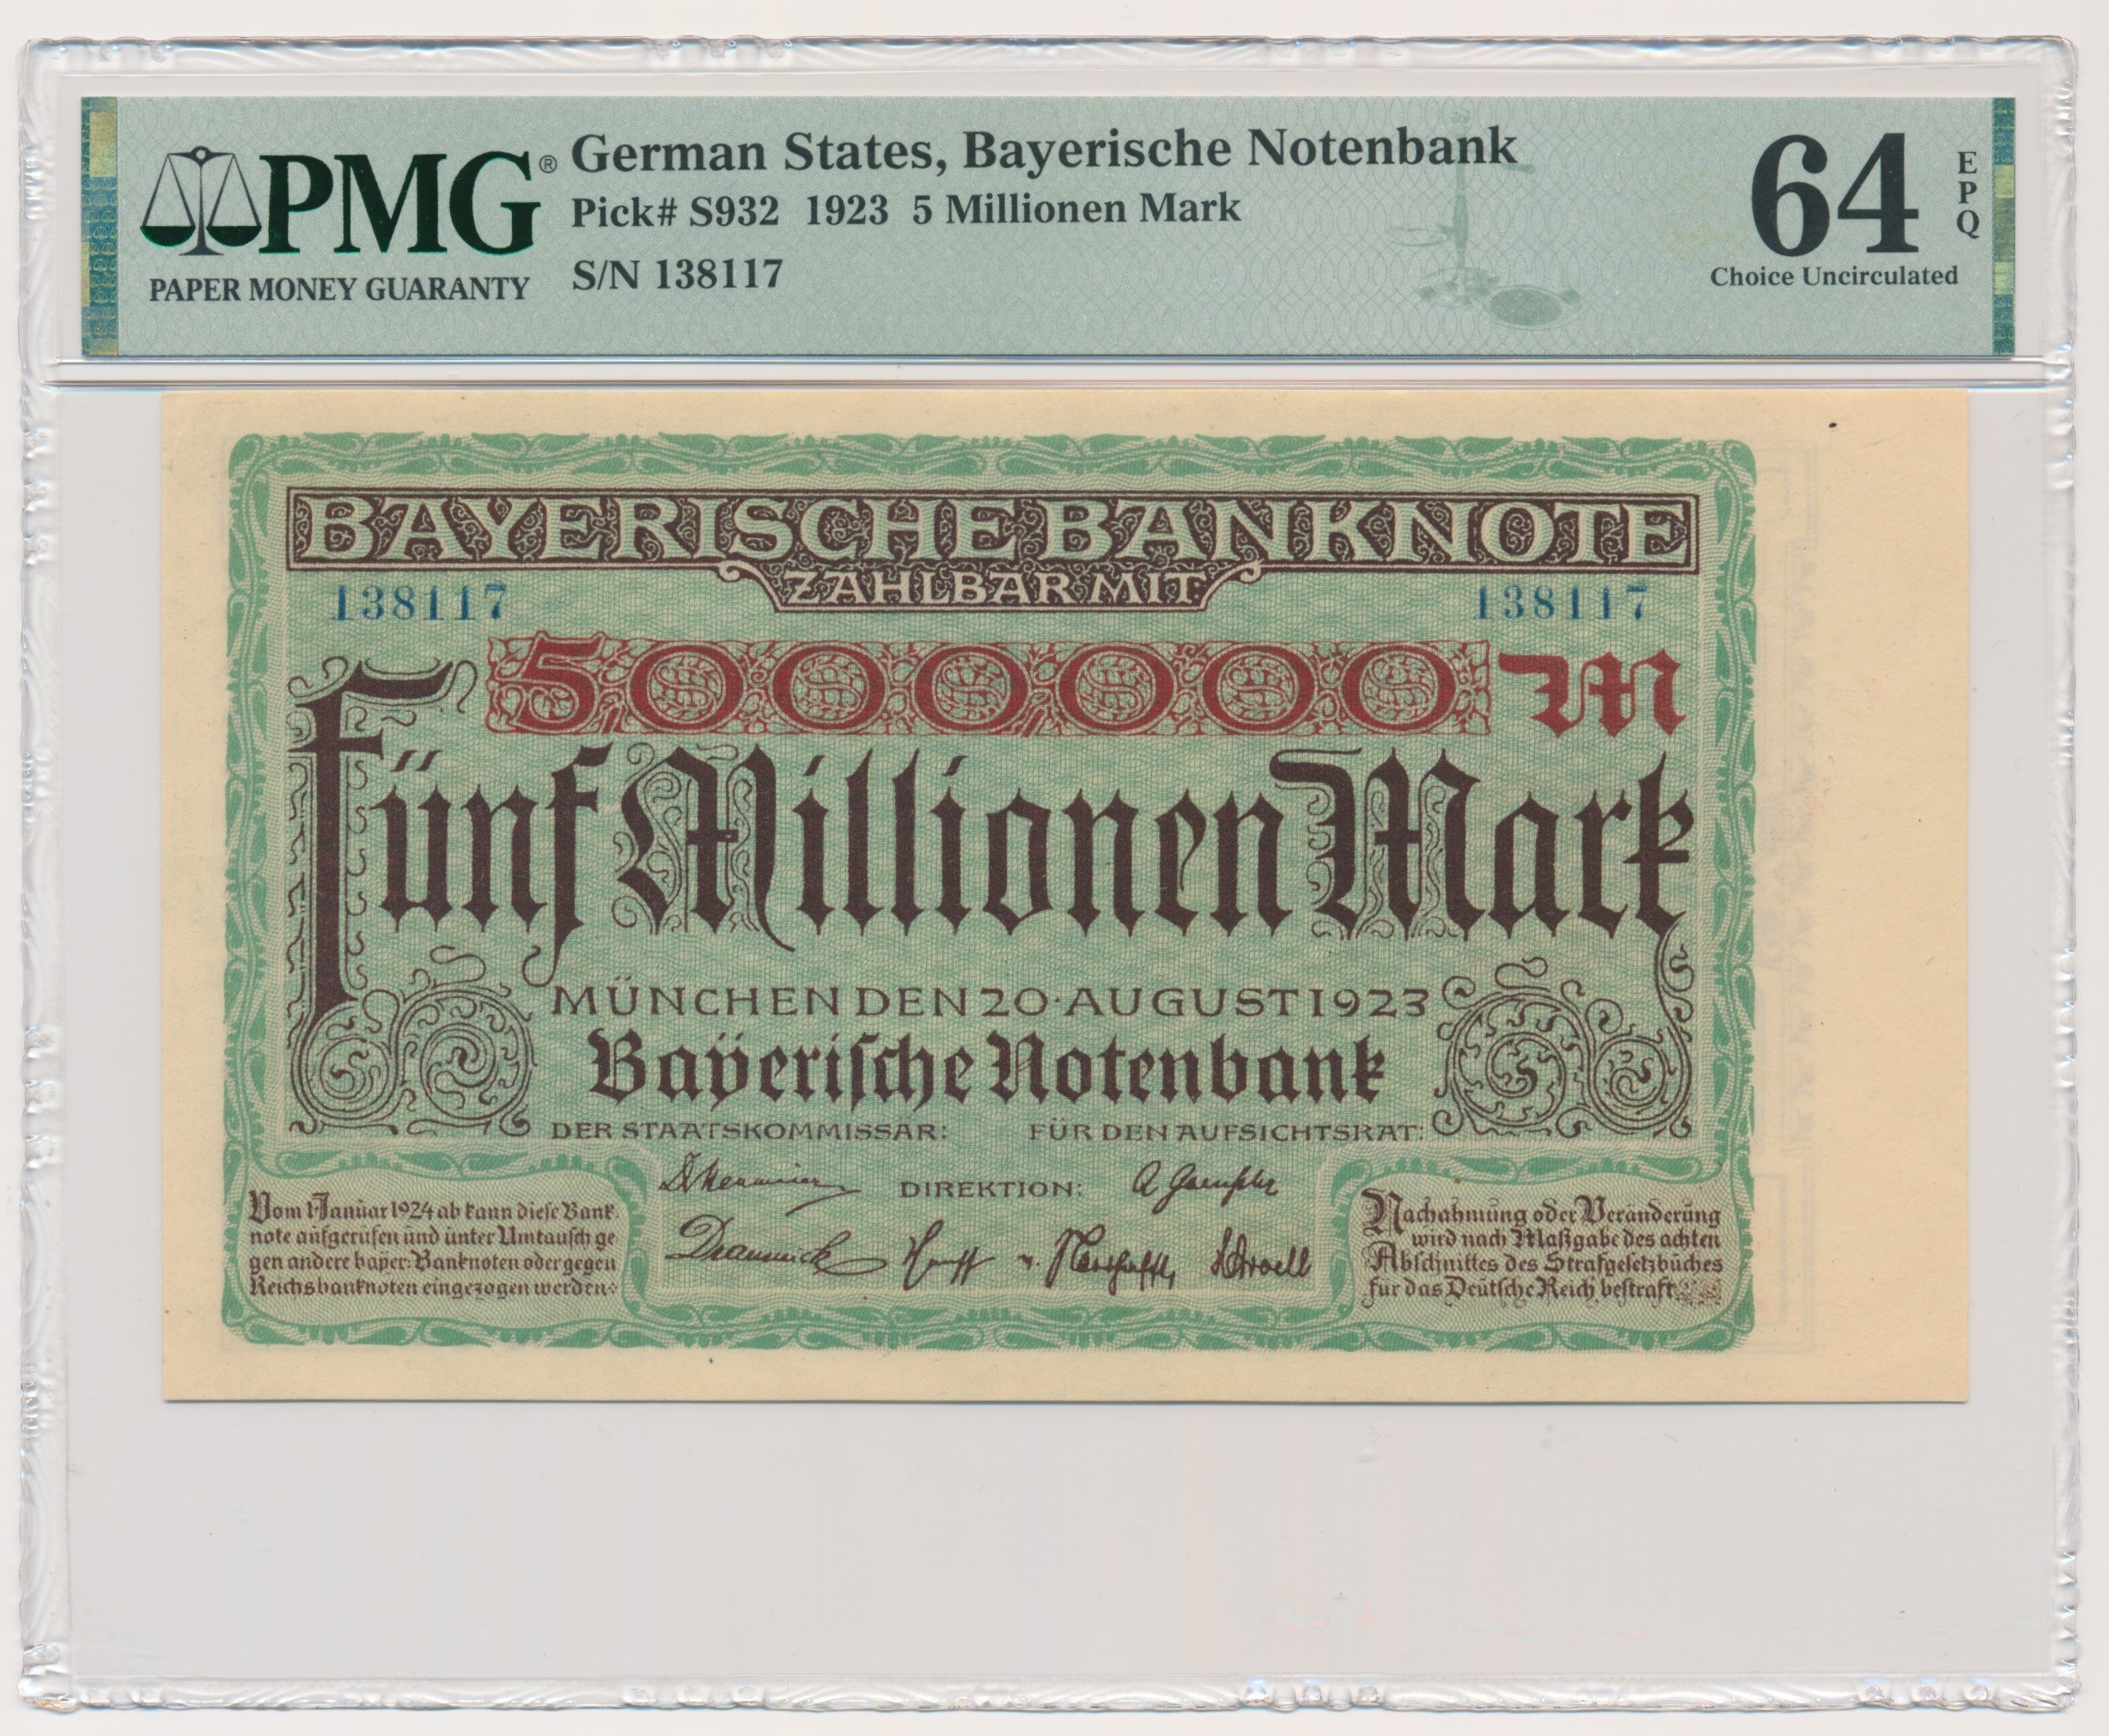 PMG®
PAPER MONEY GUARANTY
German States, Bayerische Notenbank
Pick# S932 1923 5 Millionen Mark
S/N 138117
64
EPQ
Choice Uncirculated
BAYERISCHE BANKNOTE
ZAHLBAR MIT
138117 138117
5000000 M
Fünf Millionen Mark
MÜNCHEN DEN 20·AUGUST 1923
Bayeriſche Notenbank
DER STAATSKOMMISSAR: FÜR DEN AUFSICHTSRAT:
DIREKTION:
Vom 1·Januar 1924 ab kann dieſe Bank⸗
note aufgerufen und unter Umtauſch ge
gen andere bayer: Banknoten oder gegen
Reichsbanknoten eingezogen werden:
Nachahmung oder Veränderung
wird nach Maßgabe des achten
Abſchnittes des Strafgeſetzbuches
für das Deutſche Reich beſtraft